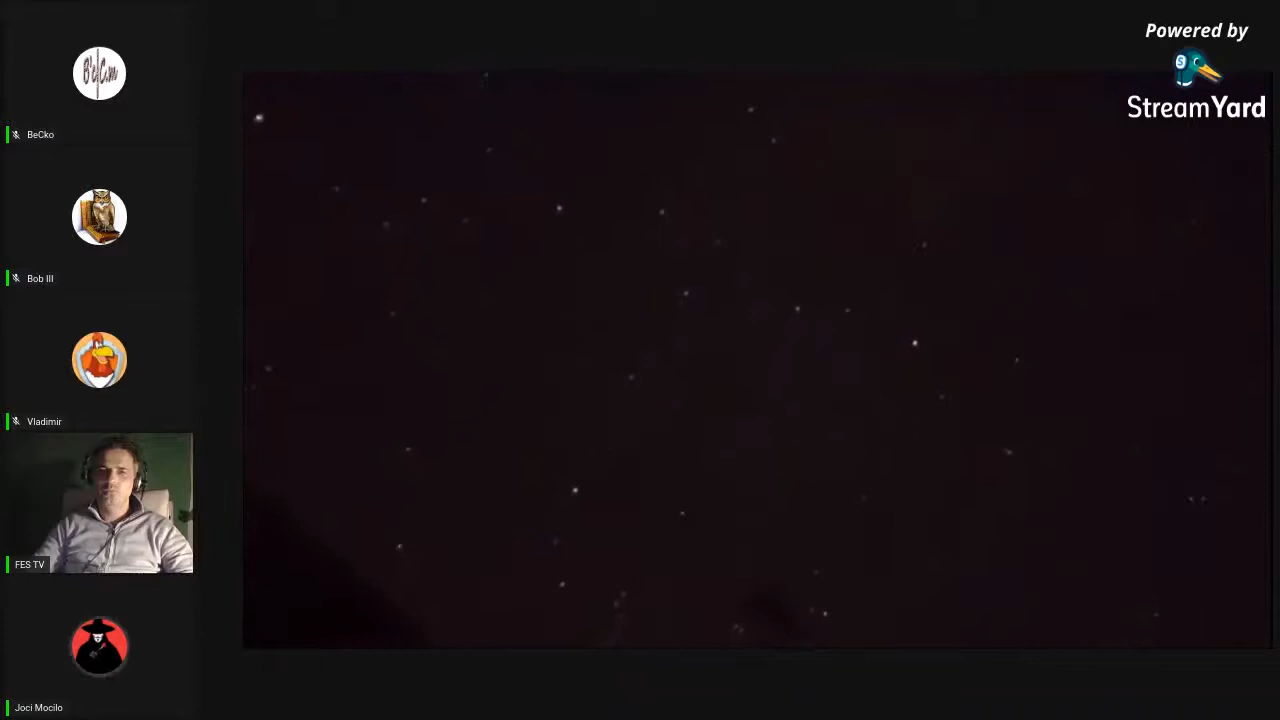 Powered by
StreamYard
BeCko
Bob III
Vladimir
FES TV
Joci Mocilo